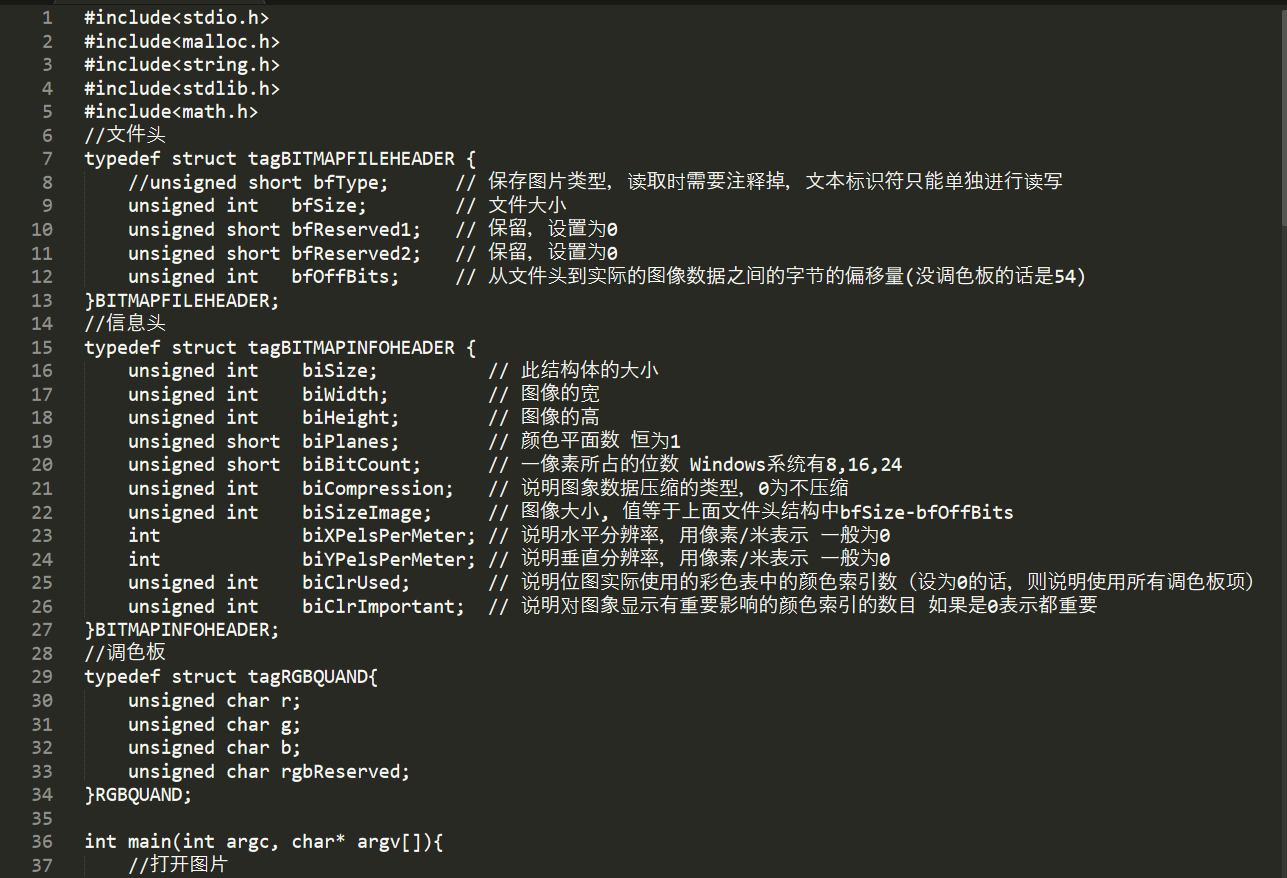 1 #include<stdio.h>
2 #include<malloc.h>
3 #include<string.h>
4 #include<stdlib.h>
5 #include<math.h>
6 //文件头
7 typedef struct tagBITMAPFILEHEADER {
8     //unsigned short bfType;      // 保存图片类型，读取时需要注释掉，文本标识符只能单独进行读写
9     unsigned int   bfSize;        // 文件大小
10     unsigned short bfReserved1;   // 保留，设置为0
11     unsigned short bfReserved2;   // 保留，设置为0
12     unsigned int   bfOffBits;     // 从文件头到实际的图像数据之间的字节的偏移量(没调色板的话是54)
13 }BITMAPFILEHEADER;
14 //信息头
15 typedef struct tagBITMAPINFOHEADER {
16     unsigned int    biSize;          // 此结构体的大小
17     unsigned int    biWidth;         // 图像的宽
18     unsigned int    biHeight;        // 图像的高
19     unsigned short  biPlanes;        // 颜色平面数 恒为1
20     unsigned short  biBitCount;      // 一像素所占的位数 Windows系统有8,16,24
21     unsigned int    biCompression;   // 说明图象数据压缩的类型，0为不压缩
22     unsigned int    biSizeImage;     // 图像大小, 值等于上面文件头结构中bfSize-bfOffBits
23     int             biXPelsPerMeter; // 说明水平分辨率，用像素/米表示 一般为0
24     int             biYPelsPerMeter; // 说明垂直分辨率，用像素/米表示 一般为0
25     unsigned int    biClrUsed;       // 说明位图实际使用的彩色表中的颜色索引数（设为0的话，则说明使用所有调色板项）
26     unsigned int    biClrImportant;  // 说明对图象显示有重要影响的颜色索引的数目 如果是0表示都重要
27 }BITMAPINFOHEADER;
28 //调色板
29 typedef struct tagRGBQUAND{
30     unsigned char r;
31     unsigned char g;
32     unsigned char b;
33     unsigned char rgbReserved;
34 }RGBQUAND;
35
36 int main(int argc, char* argv[]){
37     //打开图片